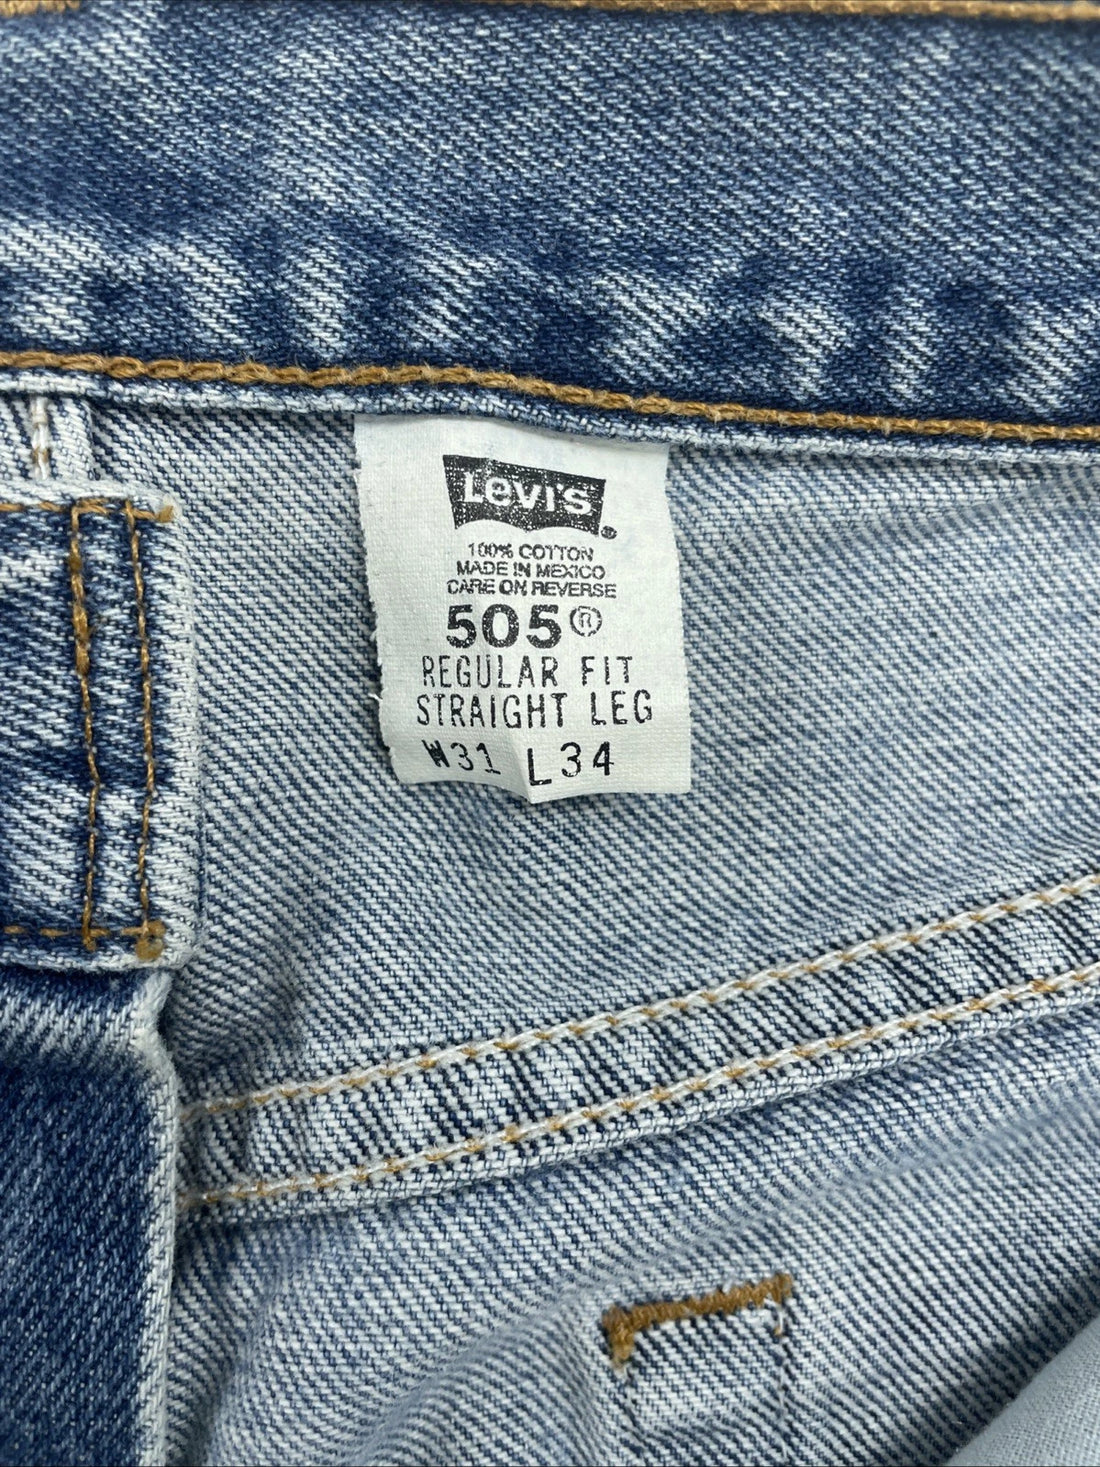 Levi's®
100% COTTON
MADE IN MEXICO
CARE ON REVERSE
505®
REGULAR FIT
STRAIGHT LEG
W31 L34